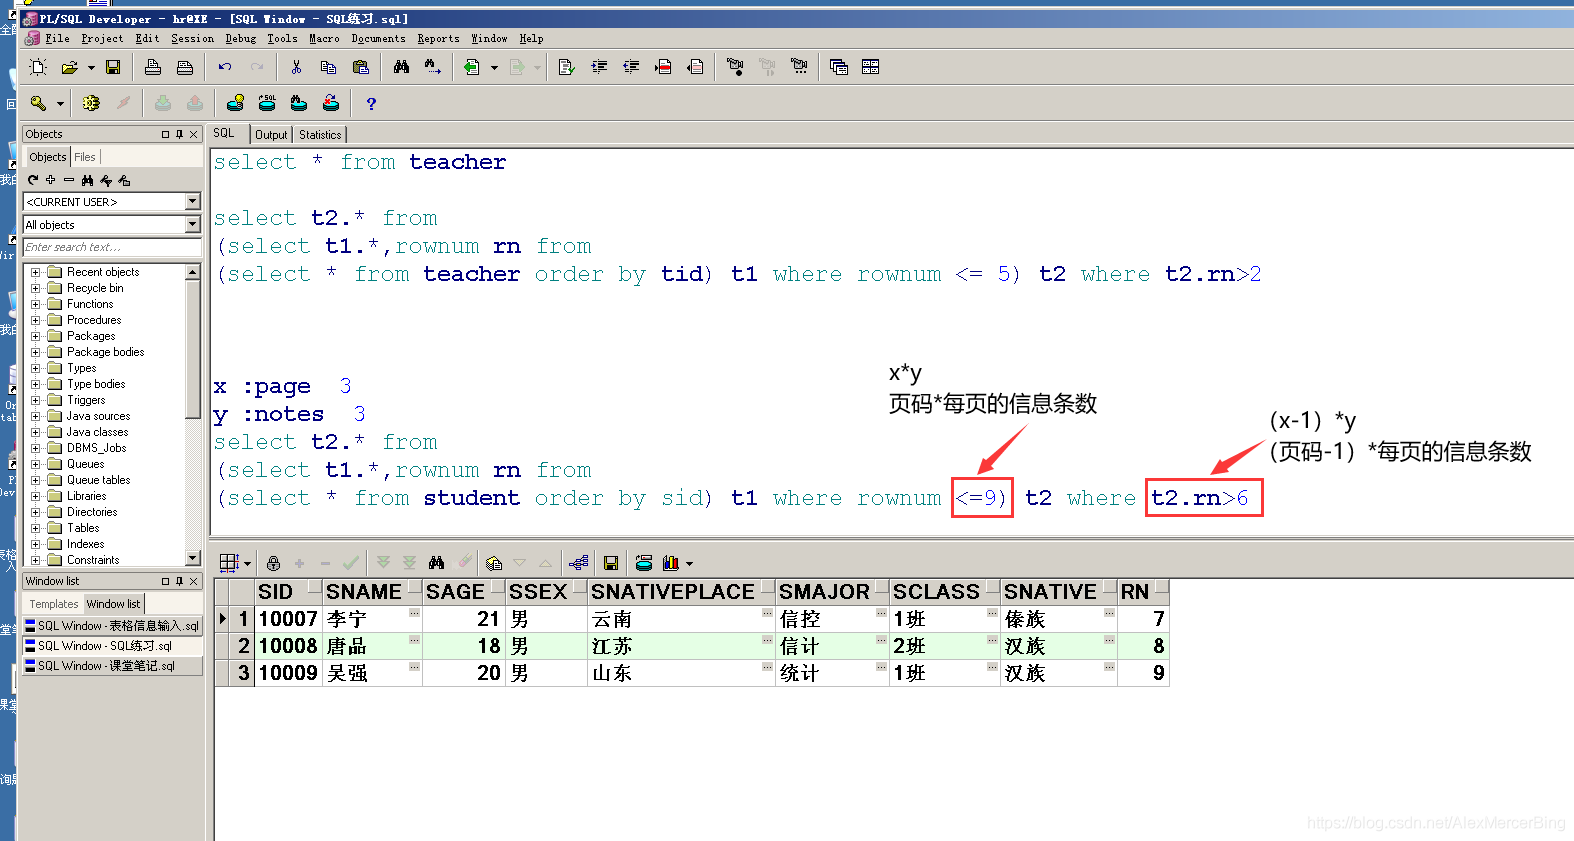 PL/SQL Developer - hr@XE - [SQL Window - SQL练习.sql]
File Project Edit Session Debug Tools Macro Documents Reports Window Help
Objects
Objects Files
<CURRENT USER>
All objects
Enter search text...
Recent objects
Recycle bin
Functions
Procedures
Packages
Package bodies
Types
Type bodies
Triggers
Java sources
Java classes
DBMS_Jobs
Queues
Queue tables
Libraries
Directories
Tables
Indexes
Constraints
Window list
Templates Window list
SQL Window - 表格信息输入.sql
SQL Window - SQL练习.sql
SQL Window - 课堂笔记.sql
SQL Output Statistics
select * from teacher
select t2.* from
(select t1.*,rownum rn from
(select * from teacher order by tid) t1 where rownum <= 5) t2 where t2.rn>2
x :page 3
y :notes 3
select t2.* from
(select t1.*,rownum rn from
(select * from student order by sid) t1 where rownum <=9) t2 where t2.rn>6
x*y
页码*每页的信息条数
（x-1）*y
（页码-1）*每页的信息条数
SID SNAME SAGE SSEX SNATIVEPLACE SMAJOR SCLASS SNATIVE RN
1 10007 李宁 21 男 云南 信控 1班 傣族 7
2 10008 唐品 18 男 江苏 信计 2班 汉族 8
3 10009 吴强 20 男 山东 统计 1班 汉族 9
https://blog.csdn.net/AlexMercerBing